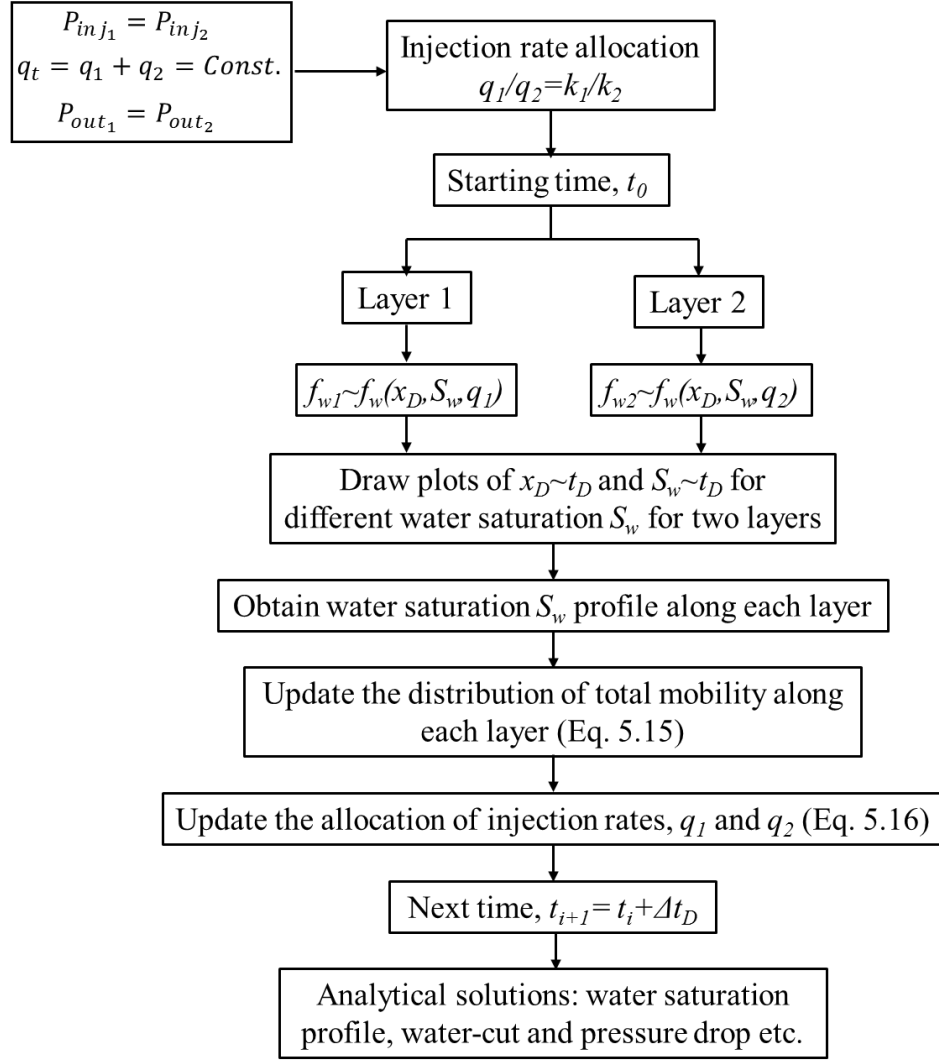 P_{inj_1} = P_{inj_2}
q_t = q_1 + q_2 = Const.
P_{out_1} = P_{out_2}
Injection rate allocation
q_1/q_2=k_1/k_2
Starting time, t_0
Layer 1
Layer 2
f_{w1}~f_w(x_D,S_w,q_1)
f_{w2}~f_w(x_D,S_w,q_2)
Draw plots of x_D~t_D and S_w~t_D for
different water saturation S_w for two layers
Obtain water saturation S_w profile along each layer
Update the distribution of total mobility along
each layer (Eq. 5.15)
Update the allocation of injection rates, q_1 and q_2 (Eq. 5.16)
Next time, t_{i+1}= t_i+Δt_D
Analytical solutions: water saturation
profile, water-cut and pressure drop etc.